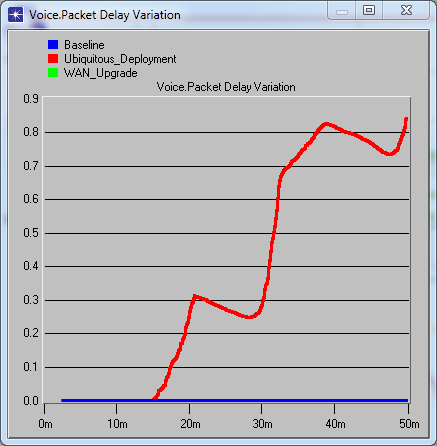 Voice.Packet Delay Variation
Baseline
Ubiquitous_Deployment
WAN_Upgrade
Voice.Packet Delay Variation
0.9
0.8
0.7
0.6
0.5
0.4
0.3
0.2
0.1
0.0
0m 10m 20m 30m 40m 50m